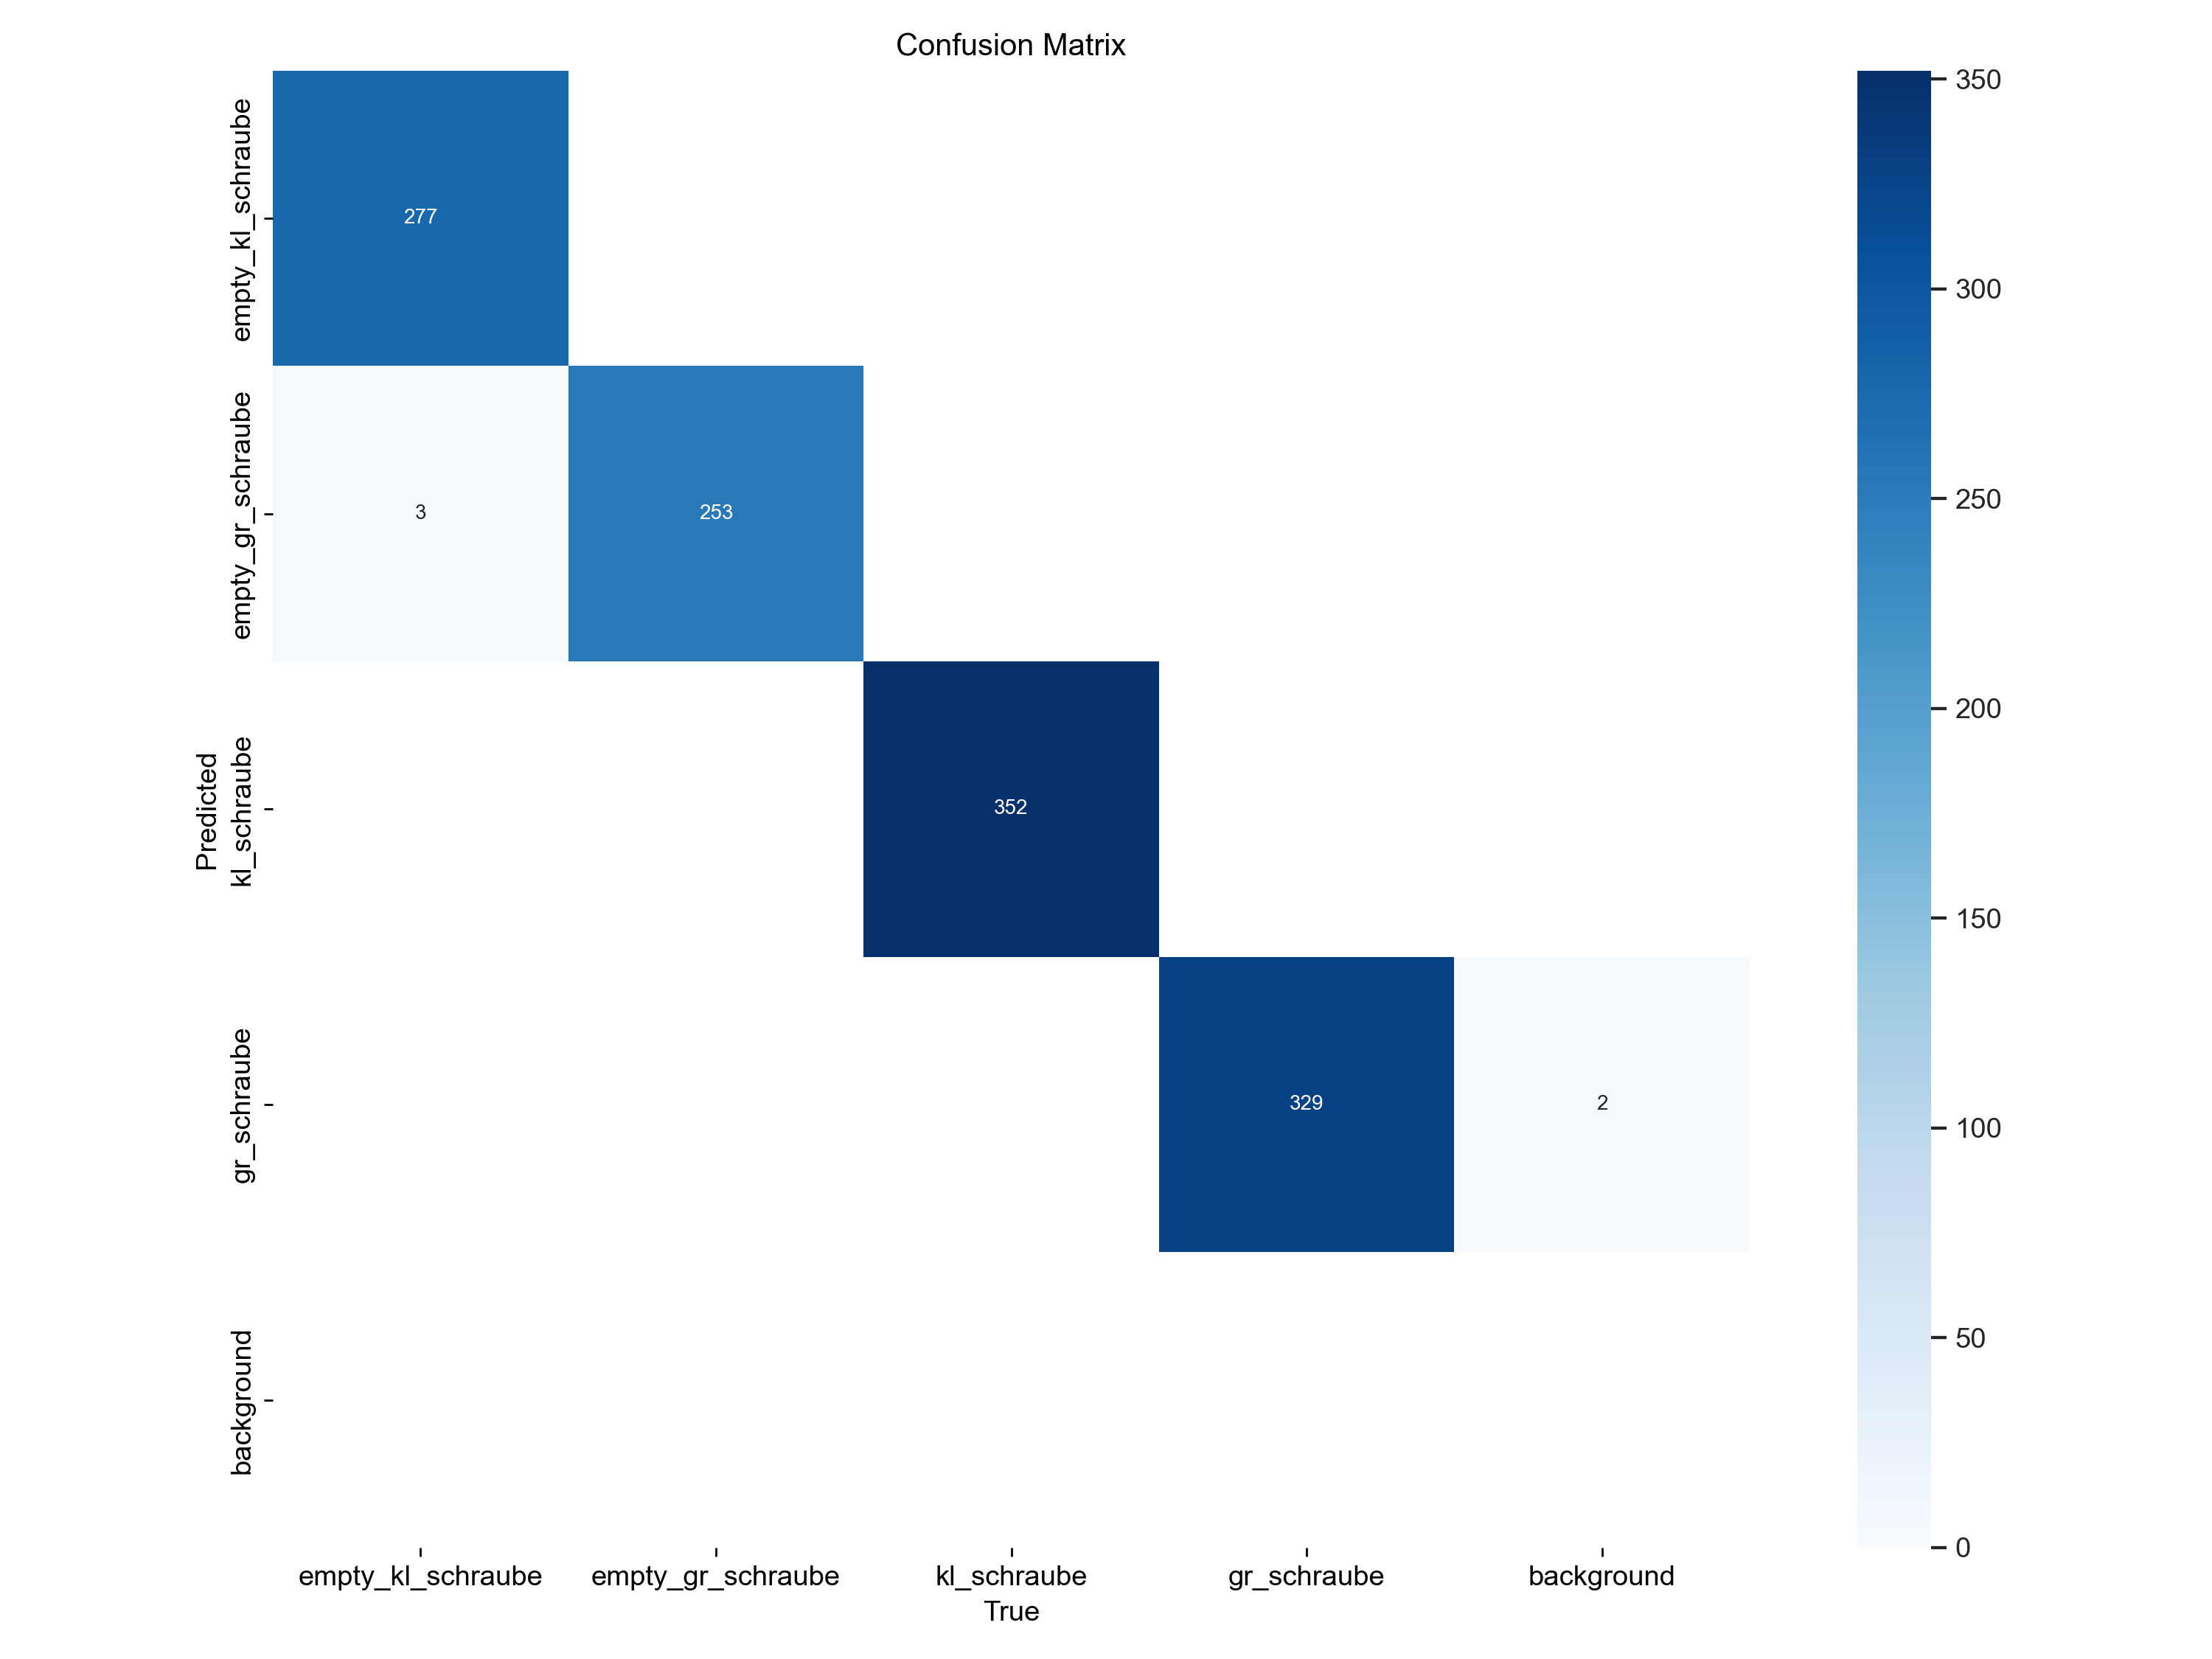 Confusion Matrix
empty_kl_schraube
277
empty_gr_schraube
3 253
Predicted
kl_schraube
352
gr_schraube
329 2
background
empty_kl_schraube empty_gr_schraube kl_schraube gr_schraube background
True
350
300
250
200
150
100
50
0